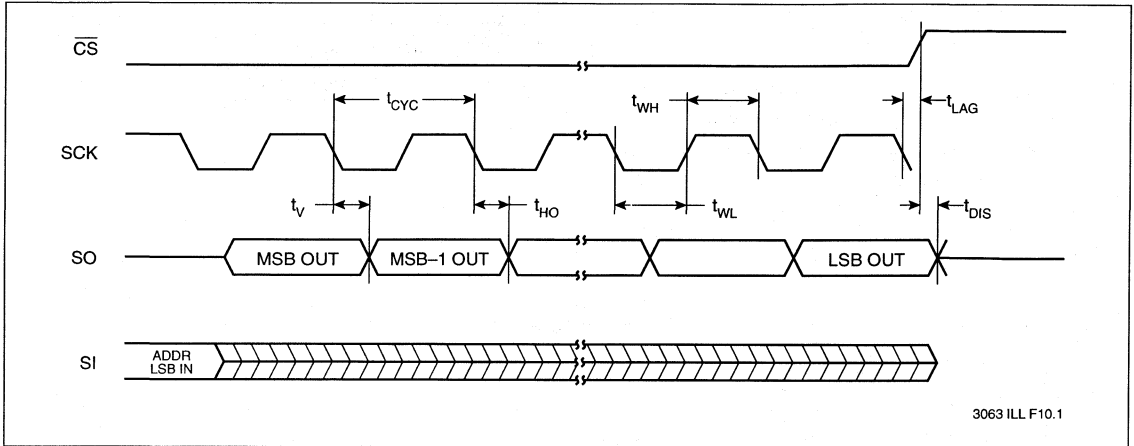 CS
tCYC
tWH
tLAG
SCK
tV
tHO
tWL
tDIS
SO
MSB OUT
MSB–1 OUT
LSB OUT
SI
ADDR
LSB IN
3063 ILL F10.1